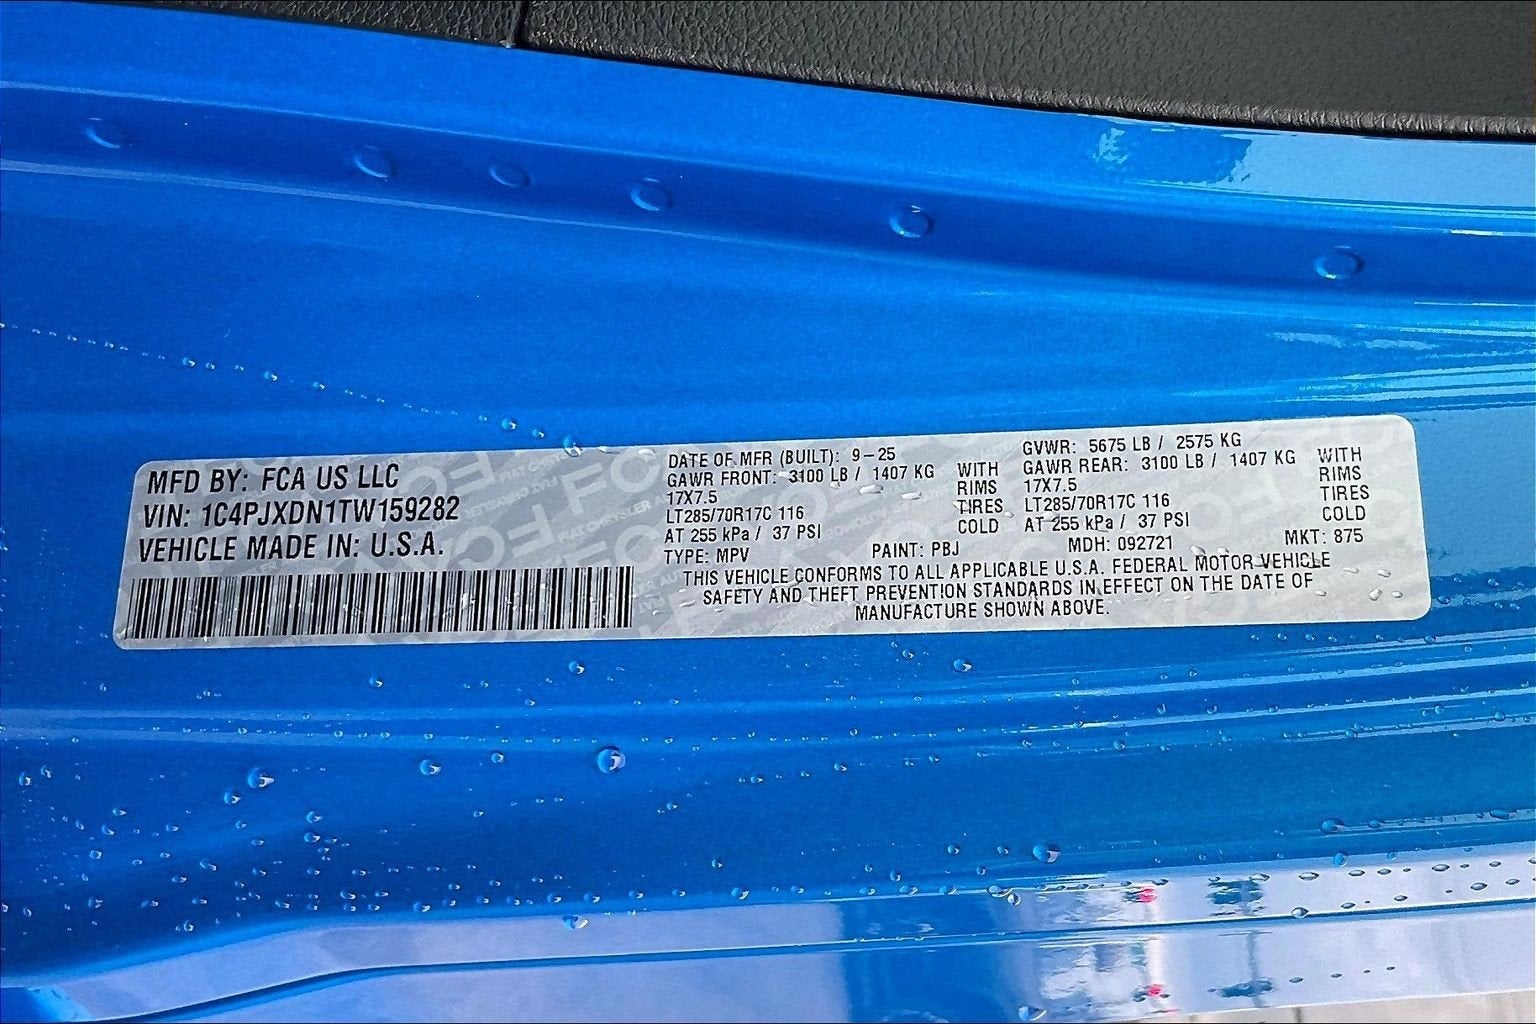 MFD BY: FCA US LLC
VIN: 1C4PJXDN1TW159282
VEHICLE MADE IN: U.S.A.
DATE OF MFR (BUILT): 9-25
GAWR FRONT: 3100 LB / 1407 KG WITH
17X7.5 RIMS
LT285/70R17C 116 TIRES
AT 255 kPa / 37 PSI COLD
GVWR: 5675 LB / 2575 KG
GAWR REAR: 3100 LB / 1407 KG WITH
17X7.5 RIMS
LT285/70R17C 116 TIRES
AT 255 kPa / 37 PSI COLD
TYPE: MPV PAINT: PBJ MDH: 092721 MKT: 875
THIS VEHICLE CONFORMS TO ALL APPLICABLE U.S.A. FEDERAL MOTOR VEHICLE
SAFETY AND THEFT PREVENTION STANDARDS IN EFFECT ON THE DATE OF
MANUFACTURE SHOWN ABOVE.